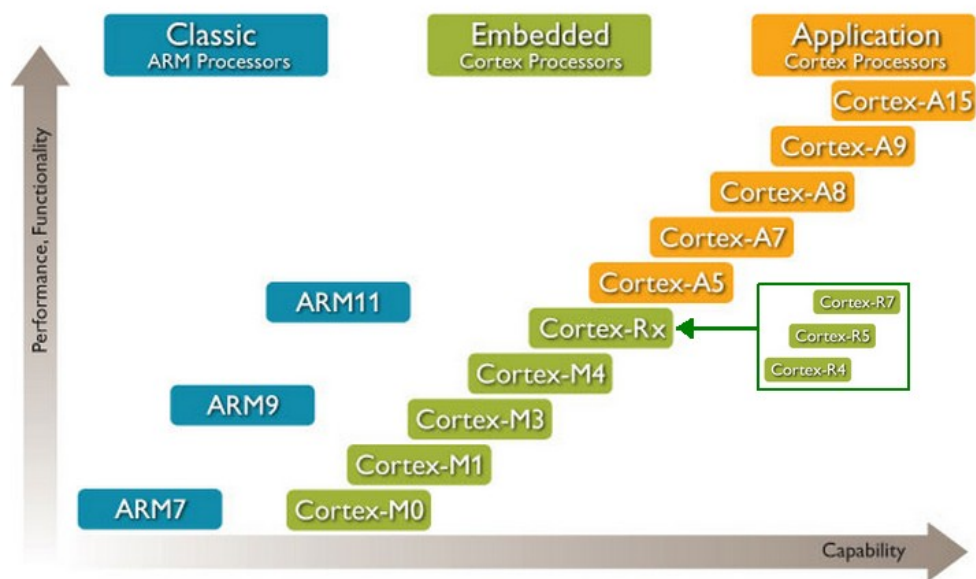 Classic
ARM Processors
Embedded
Cortex Processors
Application
Cortex Processors
Cortex-A15
Cortex-A9
Cortex-A8
Cortex-A7
Cortex-A5
ARM11
Cortex-R7
Cortex-Rx
Cortex-R5
Cortex-R4
Cortex-M4
ARM9
Cortex-M3
Cortex-M1
ARM7
Cortex-M0
Performance, Functionality
Capability